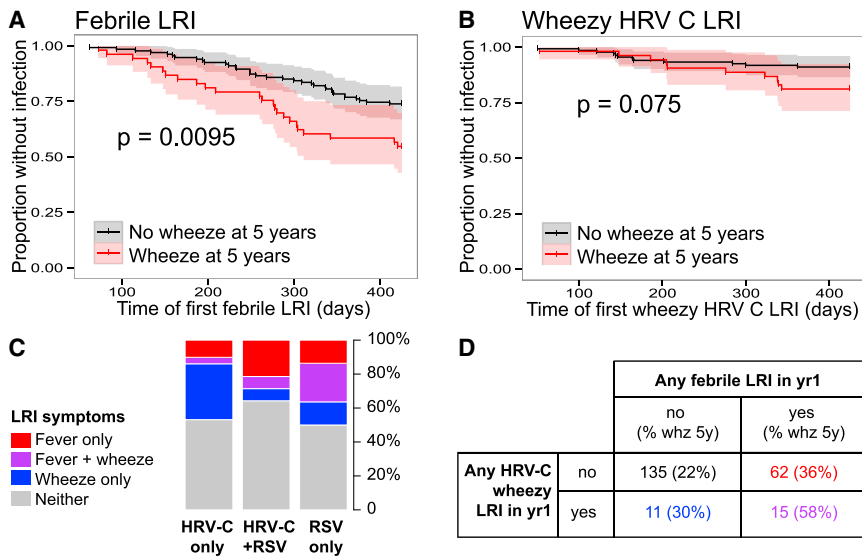 A Febrile LRI
Proportion without infection
1.00
0.75
0.50
0.25
0.00
p = 0.0095
No wheeze at 5 years
Wheeze at 5 years
100 200 300 400
Time of first febrile LRI (days)
B Wheezy HRV C LRI
Proportion without infection
1.00
0.75
0.50
0.25
0.00
p = 0.075
No wheeze at 5 years
Wheeze at 5 years
100 200 300 400
Time of first wheezy HRV C LRI (days)
C
LRI symptoms
Fever only
Fever + wheeze
Wheeze only
Neither
100%
80%
60%
40%
20%
0
HRV-C only
HRV-C +RSV
RSV only
D
Any febrile LRI in yr1
no (% whz 5y)
yes (% whz 5y)
Any HRV-C wheezy LRI in yr1
no 135 (22%) 62 (36%)
yes 11 (30%) 15 (58%)